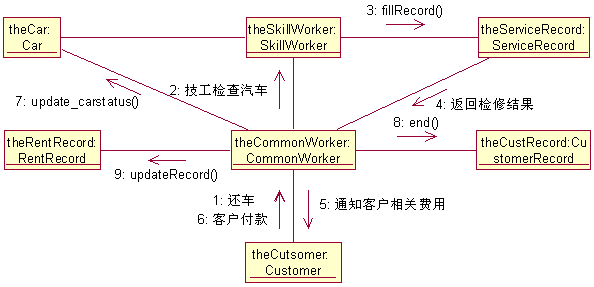 3: fillRecord()
theCar:
Car
theSkillWorker:
SkillWorker
theServiceRecord:
ServiceRecord
2: 技工检查汽车
7: update_carstatus()
4: 返回检修结果
8: end()
theRentRecord:
RentRecord
theCommonWorker:
CommonWorker
theCustRecord:Cu
stomerRecord
9: updateRecord()
1: 还车
6: 客户付款
5: 通知客户相关费用
theCutsomer:
Customer